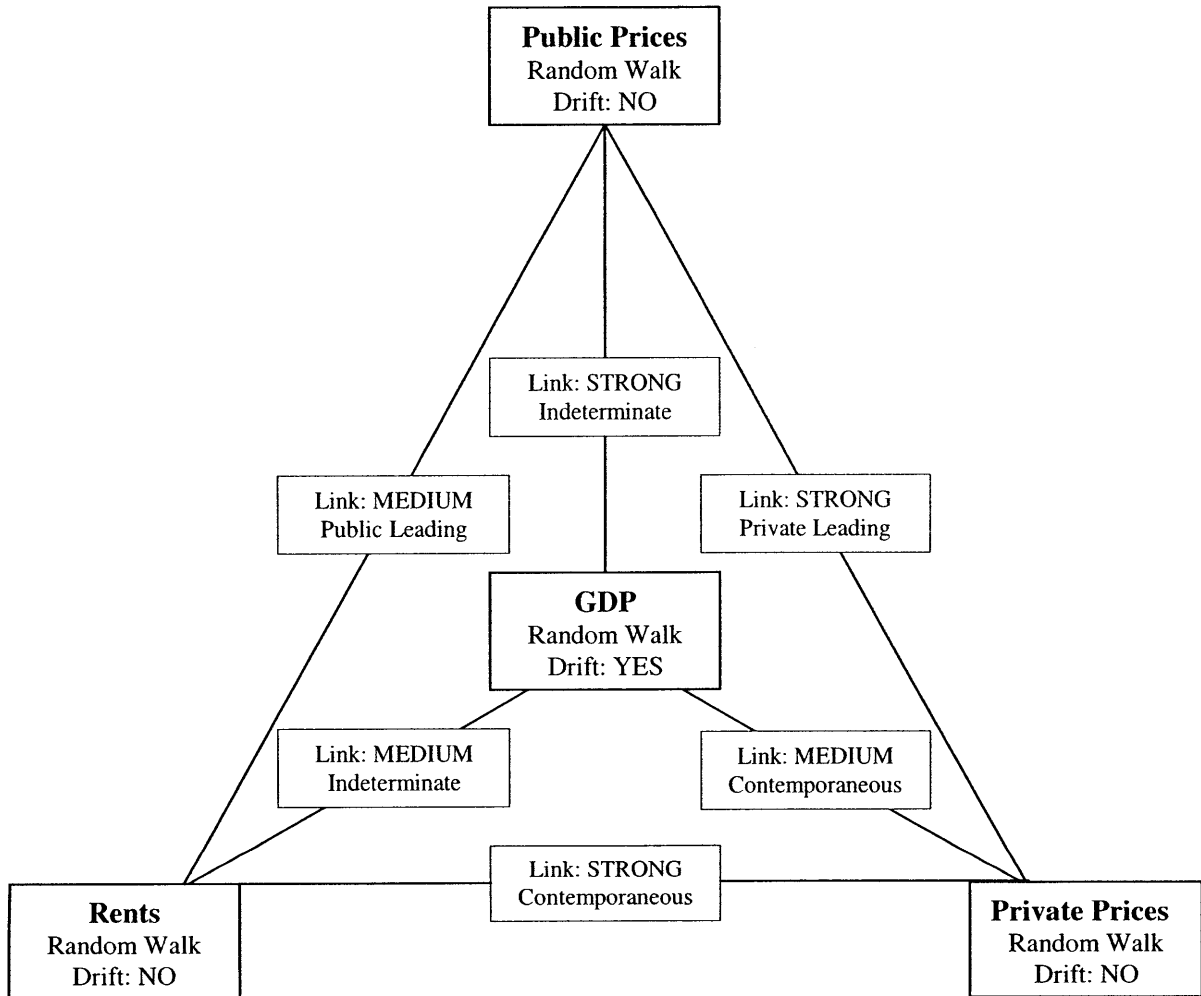 Public Prices
Random Walk
Drift: NO
Link: STRONG
Indeterminate
Link: MEDIUM
Public Leading
Link: STRONG
Private Leading
GDP
Random Walk
Drift: YES
Link: MEDIUM
Indeterminate
Link: MEDIUM
Contemporaneous
Link: STRONG
Contemporaneous
Rents
Random Walk
Drift: NO
Private Prices
Random Walk
Drift: NO